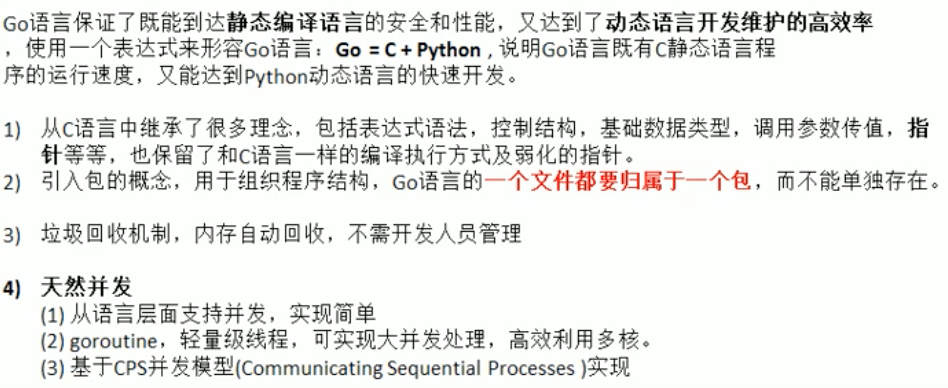 Go语言保证了既能到达静态编译语言的安全和性能，又达到了动态语言开发维护的高效率
，使用一个表达式来形容Go语言：Go = C + Python , 说明Go语言既有C静态语言程
序的运行速度，又能达到Python动态语言的快速开发。
1) 从C语言中继承了很多理念，包括表达式语法，控制结构，基础数据类型，调用参数传值，指
针等等，也保留了和C语言一样的编译执行方式及弱化的指针。
2) 引入包的概念，用于组织程序结构，Go语言的一个文件都要归属于一个包，而不能单独存在。
3) 垃圾回收机制，内存自动回收，不需开发人员管理
4) 天然并发
(1) 从语言层面支持并发，实现简单
(2) goroutine，轻量级线程，可实现大并发处理，高效利用多核。
(3) 基于CPS并发模型(Communicating Sequential Processes )实现